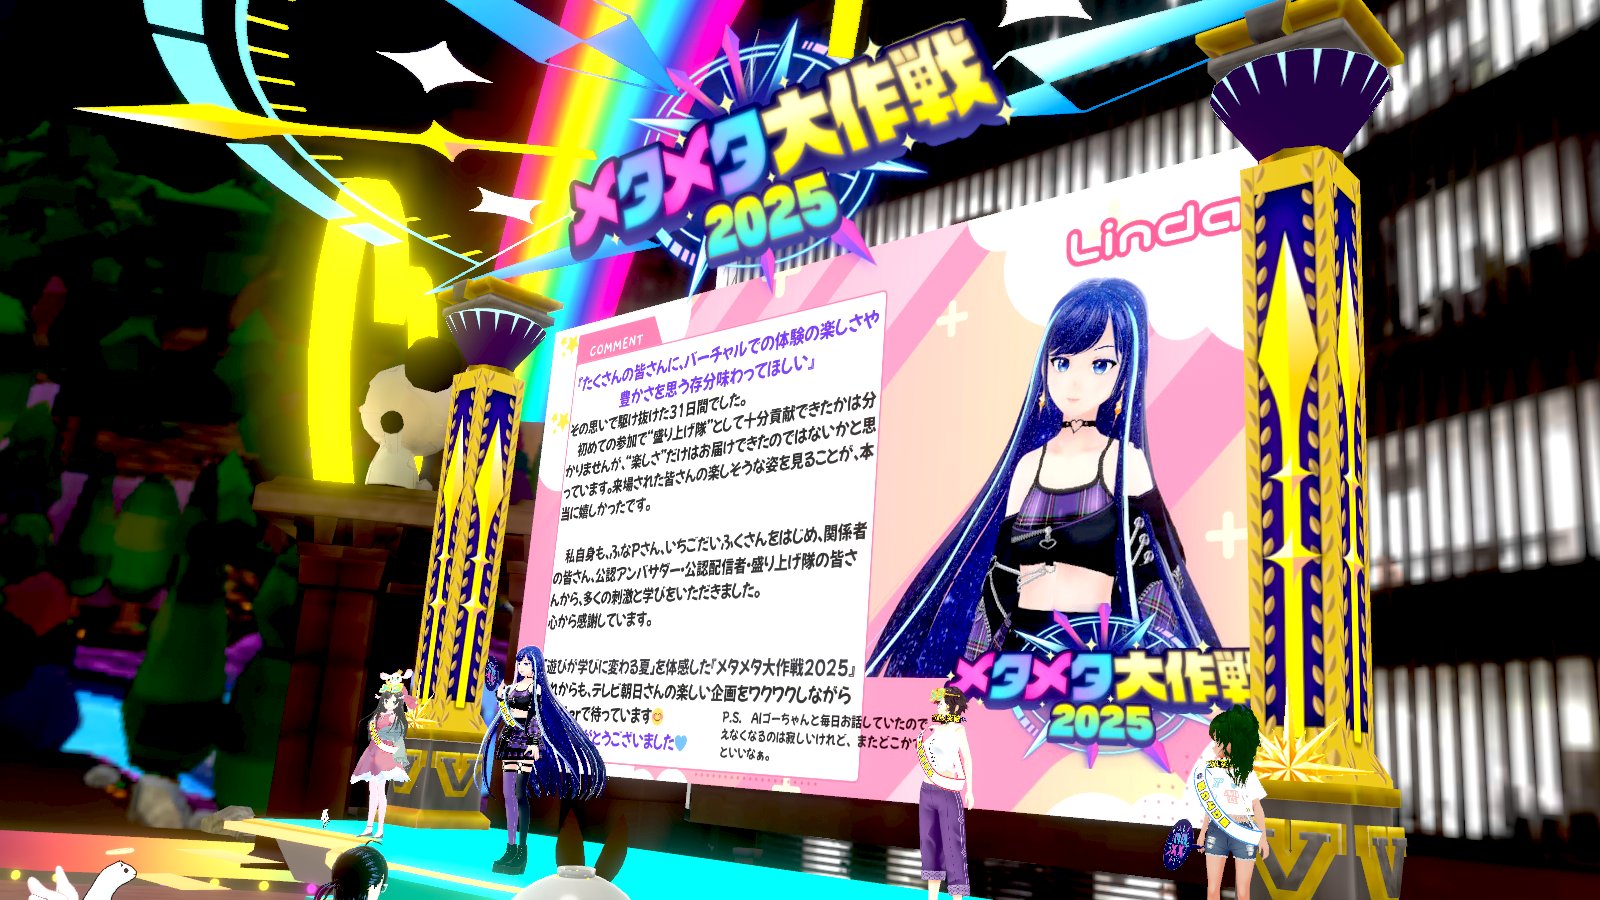 メタメタ大作戦
2025
Linda
COMMENT
『たくさんの皆さんに、バーチャルでの体験の楽しさや
豊かさを思う存分味わってほしい』
その思いで駆け抜けた31日間でした。
初めての参加で“盛り上げ隊”として十分貢献できたかは分
かりませんが、“楽しさ”だけはお届けできたのではないかと思
っています。来場された皆さんの楽しそうな姿を見ることが、本
当に嬉しかったです。
私自身も、ふなPさん、いちごだいふくさんをはじめ、関係者
の皆さん、公認アンバサダー・公認配信者・盛り上げ隊の皆さ
んから、多くの刺激と学びをいただきました。
心から感謝しています。
遊びが学びに変わる夏』を体感した『メタメタ大作戦2025』
れからも、テレビ朝日さんの楽しい企画をワクワクしながら
erで待っています😊
がとうございました💙
P.S. AIゴーちゃんと毎日お話していたので
えなくなるのは寂しいけれど、またどこかで
といいなぁ。
メタメタ大作戦
2025